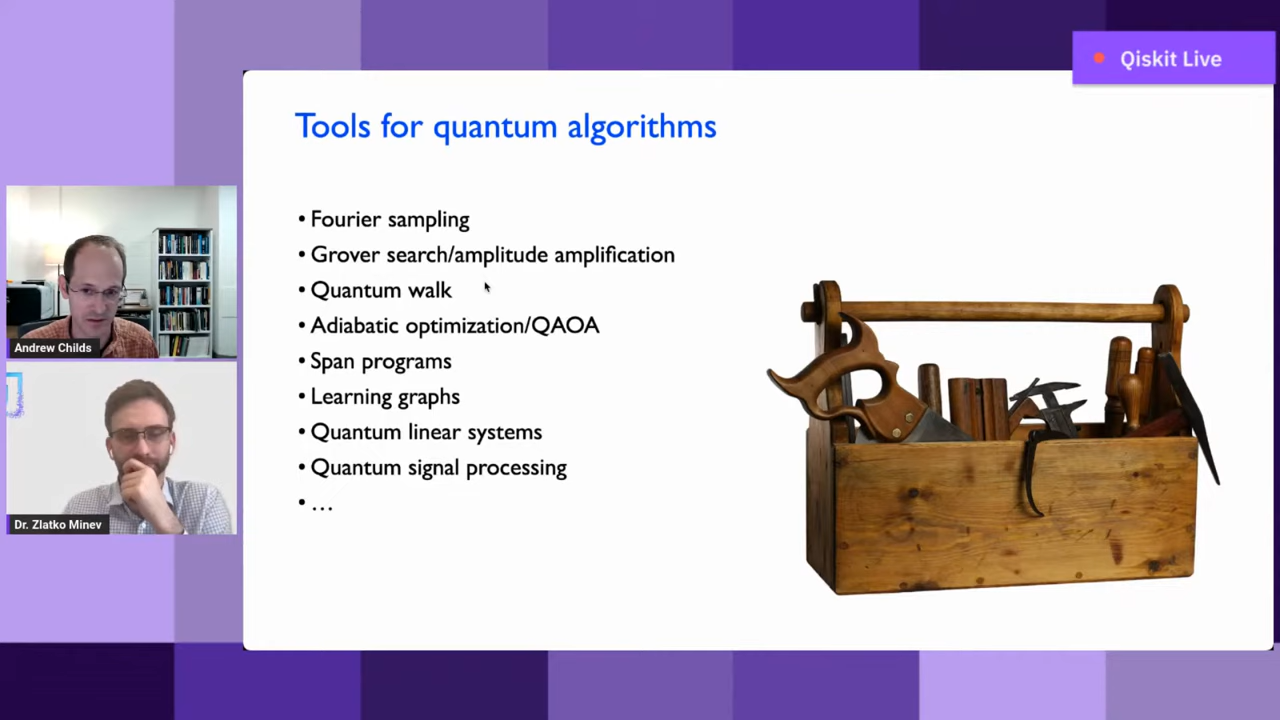 Qiskit Live
Tools for quantum algorithms
• Fourier sampling
• Grover search/amplitude amplification
• Quantum walk
• Adiabatic optimization/QAOA
• Span programs
• Learning graphs
• Quantum linear systems
• Quantum signal processing
• …
Andrew Childs
Dr. Zlatko Minev